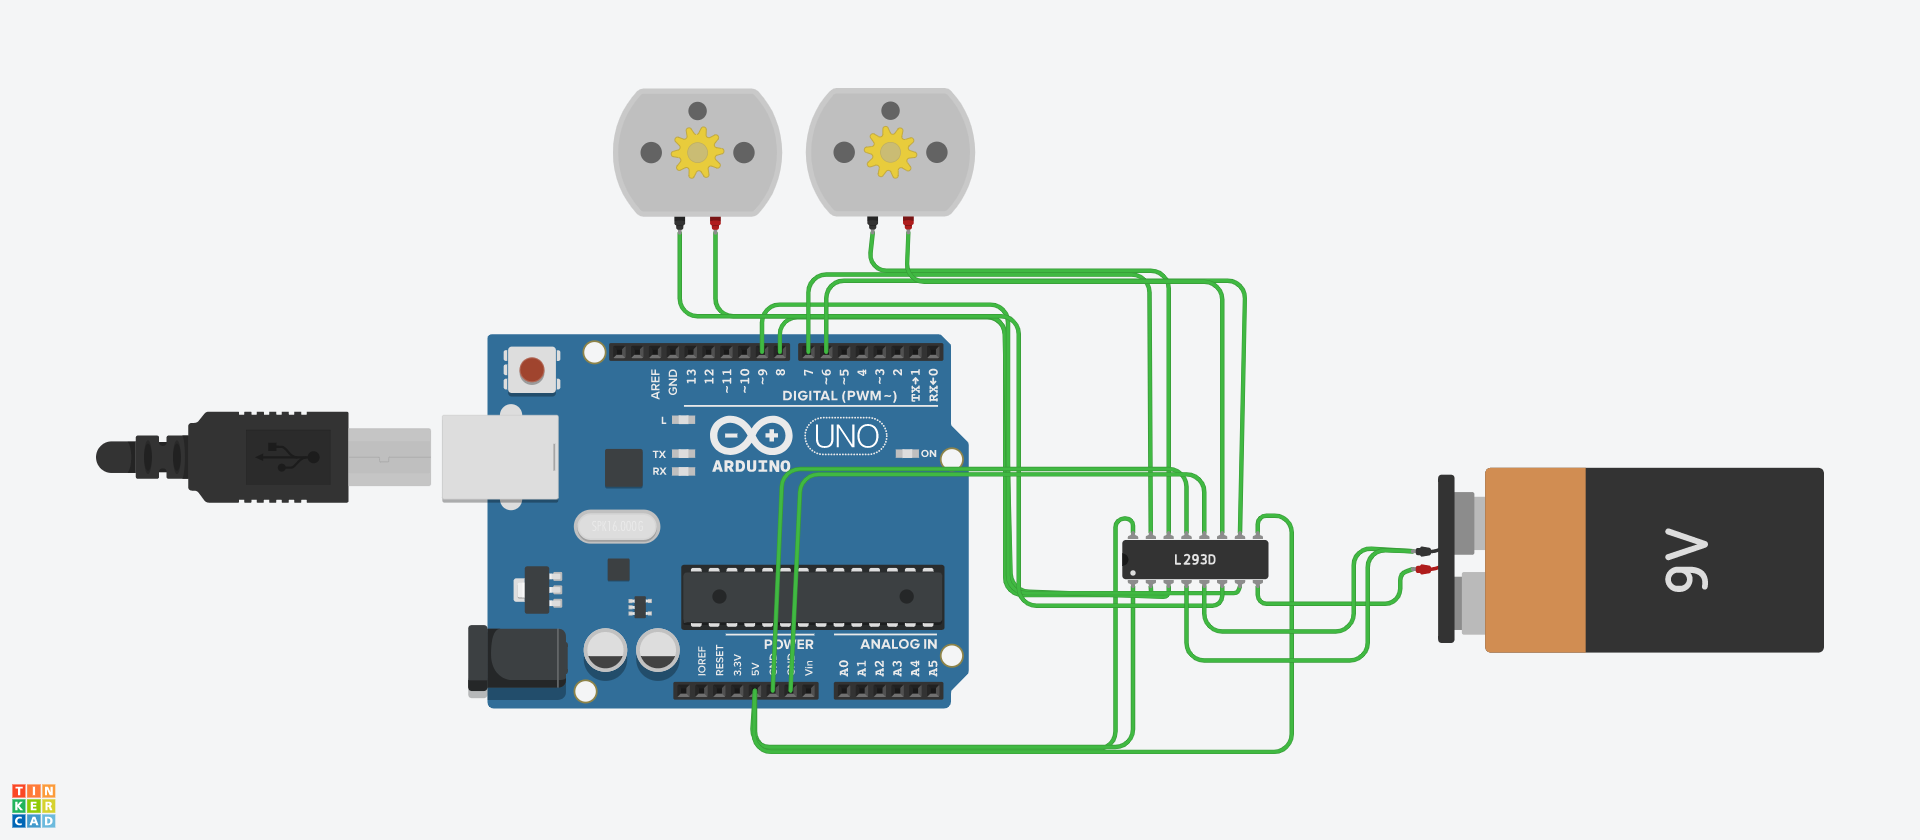 AREF
GND
13
12
~11
~10
~9
8
7
~6
~5
4
~3
2
TX→1
RX←0
DIGITAL (PWM~)
L
TX
RX
ARDUINO
UNO
ON
SPK16.000G
L293D
9V
POWER
ANALOG IN
IOREF
RESET
3.3V
5V
GND
GND
Vin
A0
A1
A2
A3
A4
A5
TIN
KER
CAD